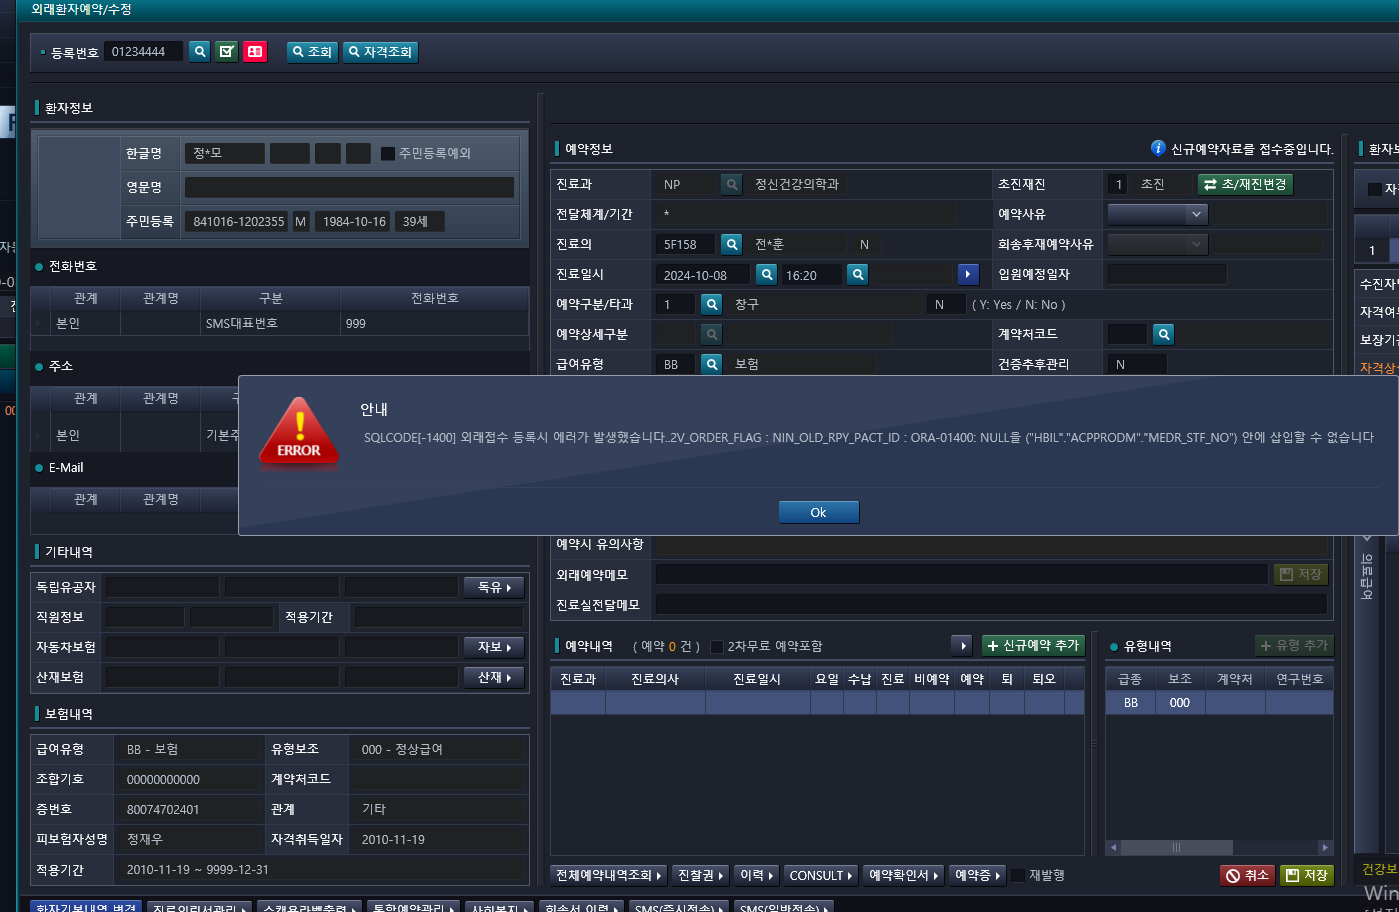 외래환자예약/수정
등록번호 01234444 조회 자격조회
환자정보
한글명 정*모 주민등록예외
영문명
주민등록 841016-1202355 M 1984-10-16 39세
전화번호
관계 관계명 구분 전화번호
본인 SMS대표번호 999
주소
관계 관계명
본인 기본주
E-Mail
관계 관계명
기타내역
독립유공자 독유
직원정보 적용기간
자동차보험 자보
산재보험 산재
보험내역
급여유형 BB - 보험 유형보조 000 - 정상급여
조합기호 00000000000 계약처코드
증번호 80074702401 관계 기타
피보험자성명 정재우 자격취득일자 2010-11-19
적용기간 2010-11-19 ~ 9999-12-31
예약정보 신규예약자료를 접수중입니다.
진료과 NP 정신건강의학과 초진재진 1 초진 초/재진변경
전달체계/기간 * 예약사유
진료의 5F158 전*훈 N 회송후재예약사유
진료일시 2024-10-08 16:20 입원예정일자
예약구분/타과 1 창구 N ( Y: Yes / N: No )
예약상세구분 계약처코드
급여유형 BB 보험 건증추후관리 N
안내
SQLCODE[-1400] 외래접수 등록시 에러가 발생했습니다..2V_ORDER_FLAG : NIN_OLD_RPY_PACT_ID : ORA-01400: NULL을 ("HBIL"."ACPPRODM"."MEDR_STF_NO") 안에 삽입할 수 없습니다
ERROR
Ok
예약시 유의사항
외래예약메모 저장
진료실전달메모
예약내역 ( 예약 0 건 ) 2차무료 예약포함 신규예약 추가
진료과 진료의사 진료일시 요일 수납 진료 비예약 예약 퇴 퇴오
유형내역 유형 추가
급종 보조 계약처 연구번호
BB 000
전체예약내역조회 진찰권 이력 CONSULT 예약확인서 예약증 재발행 취소 저장
환자기본내역 변경 진료의뢰서관리 스캔용라벨출력 통합예약관리 사회복지 회송서 이력 SMS(즉시전송) SMS(일반전송)
환자보
1
수진자명
자격여부
보장기관
자격상실
의료급여
건강보
Win